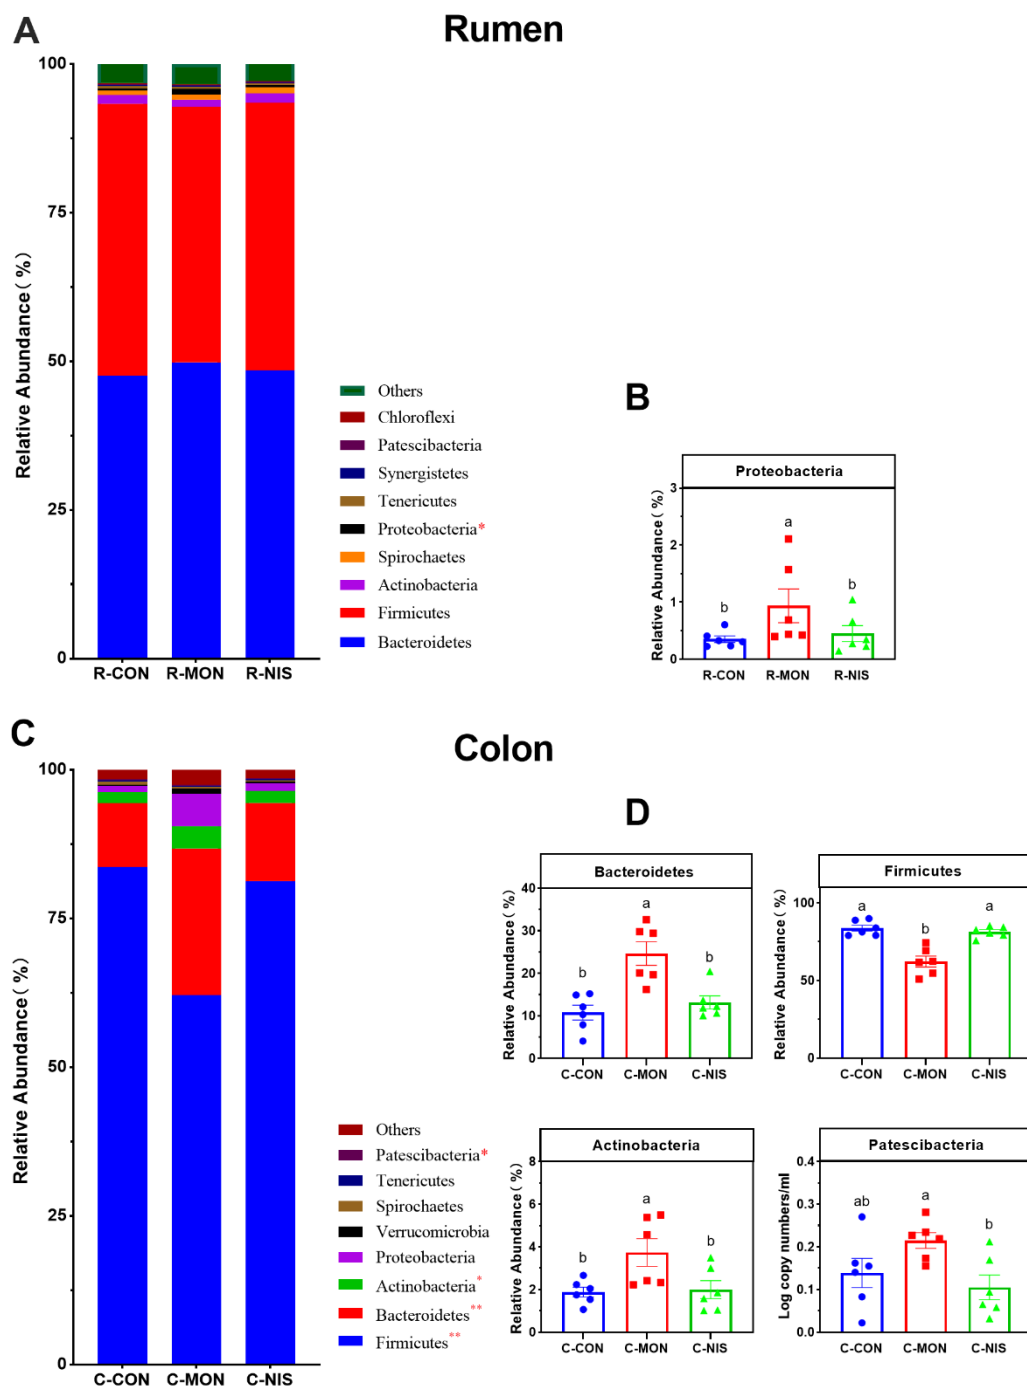 A
Rumen
100
75
50
25
0
Relative Abundance(%)
R-CON R-MON R-NIS
Others
Chloroflexi
Patescibacteria
Synergistetes
Tenericutes
Proteobacteria*
Spirochaetes
Actinobacteria
Firmicutes
Bacteroidetes
B
Proteobacteria
3
2
1
0
Relative Abundance(%)
b
a
b
R-CON R-MON R-NIS
C
Colon
100
75
50
25
0
Relative Abundance(%)
C-CON C-MON C-NIS
Others
Patescibacteria*
Tenericutes
Spirochaetes
Verrucomicrobia
Proteobacteria
Actinobacteria*
Bacteroidetes**
Firmicutes**
D
Bacteroidetes
40
30
20
10
0
Relative Abundance(%)
b
a
b
C-CON C-MON C-NIS
Firmicutes
100
50
0
Relative Abundance(%)
a
b
a
C-CON C-MON C-NIS
Actinobacteria
8
6
4
2
0
Relative Abundance(%)
b
a
b
C-CON C-MON C-NIS
Patescibacteria
0.4
0.3
0.2
0.1
0.0
Log copy numbers/ml
ab
a
b
C-CON C-MON C-NIS